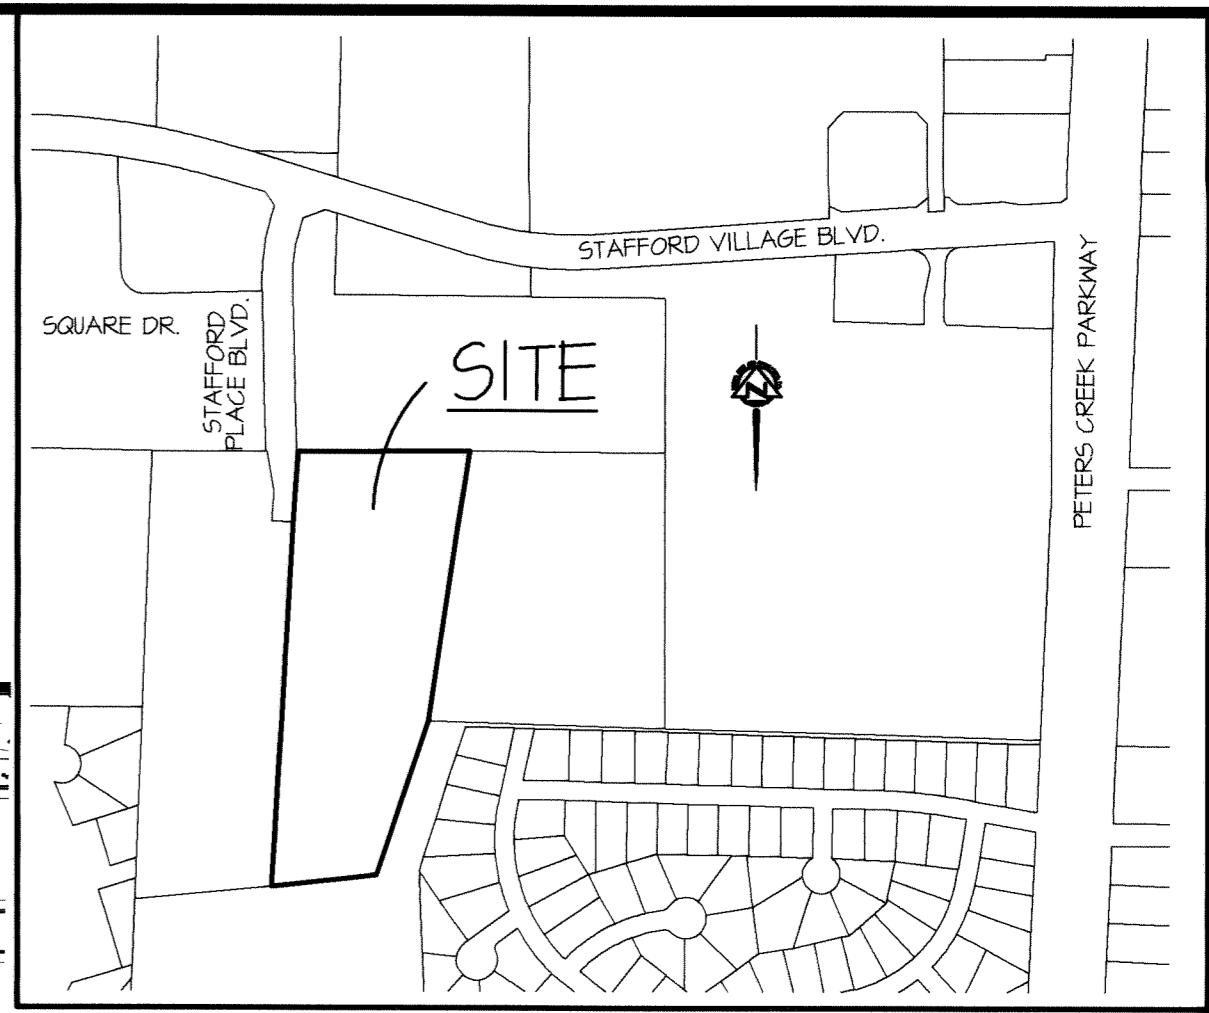 STAFFORD VILLAGE BLVD.
SQUARE DR.
STAFFORD
PLACE BLVD.
SITE
N
PETERS CREEK PARKWAY